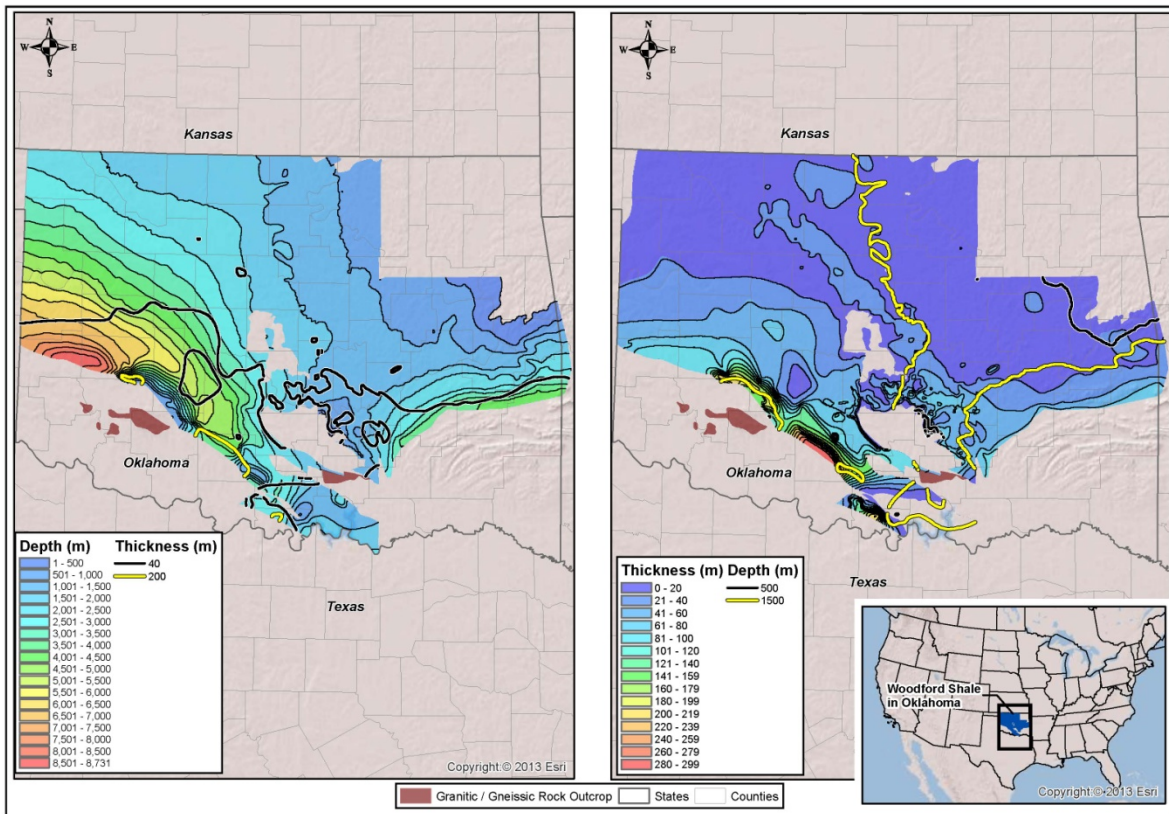 N
W E
S
Kansas
Oklahoma
Texas
Depth (m) Thickness (m)
1 - 500
501 - 1,000
1,001 - 1,500
1,501 - 2,000
2,001 - 2,500
2,501 - 3,000
3,001 - 3,500
3,501 - 4,000
4,001 - 4,500
4,501 - 5,000
5,001 - 5,500
5,501 - 6,000
6,001 - 6,500
6,501 - 7,000
7,001 - 7,500
7,501 - 8,000
8,001 - 8,500
8,501 - 8,731
40
200
Copyright:© 2013 Esri
N
W E
S
Kansas
Oklahoma
Texas
Thickness (m) Depth (m)
0 - 20
21 - 40
41 - 60
61 - 80
81 - 100
101 - 120
121 - 140
141 - 159
160 - 179
180 - 199
200 - 219
220 - 239
240 - 259
260 - 279
280 - 299
500
1500
Woodford Shale
in Oklahoma
Copyright:© 2013 Esri
Granitic / Gneissic Rock Outcrop States Counties